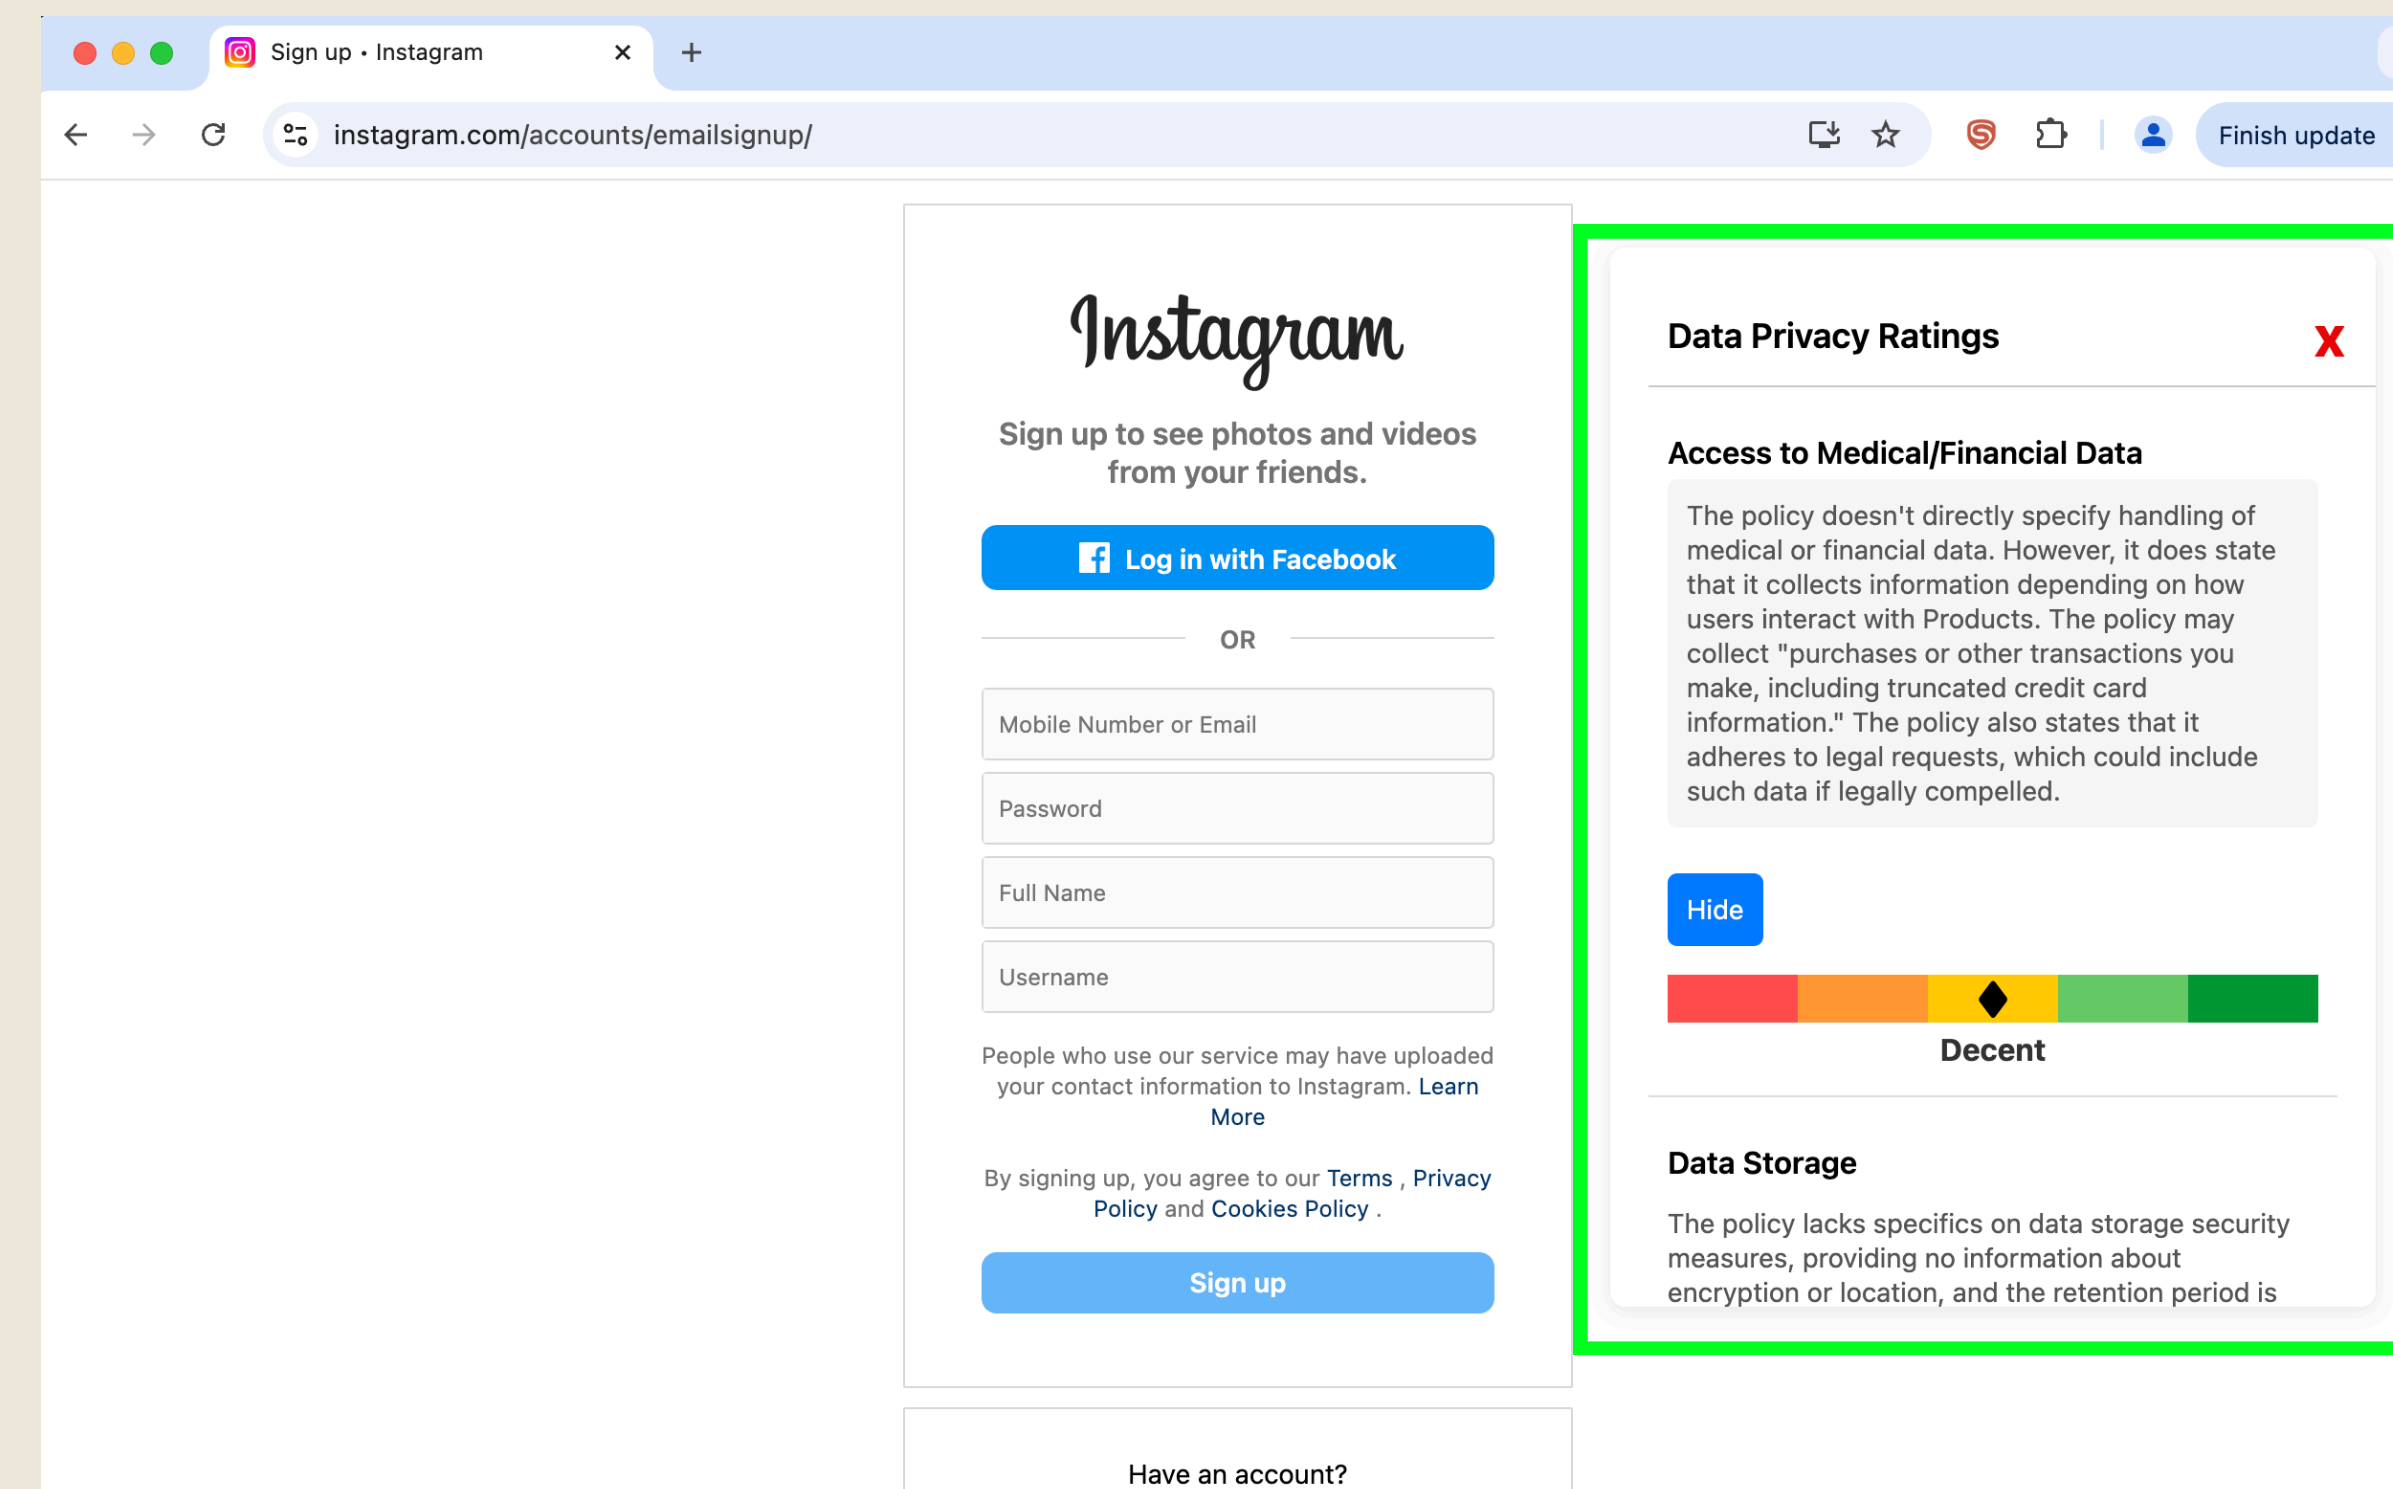 Sign up • Instagram
instagram.com/accounts/emailsignup/
Finish update
Instagram
Sign up to see photos and videos
from your friends.
Log in with Facebook
OR
Mobile Number or Email
Password
Full Name
Username
People who use our service may have uploaded
your contact information to Instagram. Learn
More
By signing up, you agree to our Terms , Privacy
Policy and Cookies Policy .
Sign up
Have an account?
Data Privacy Ratings
X
Access to Medical/Financial Data
The policy doesn't directly specify handling of
medical or financial data. However, it does state
that it collects information depending on how
users interact with Products. The policy may
collect "purchases or other transactions you
make, including truncated credit card
information." The policy also states that it
adheres to legal requests, which could include
such data if legally compelled.
Hide
Decent
Data Storage
The policy lacks specifics on data storage security
measures, providing no information about
encryption or location, and the retention period is